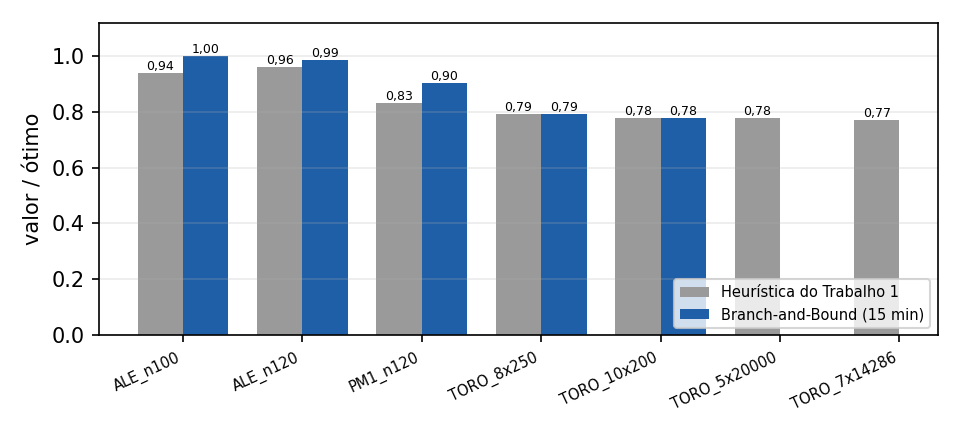 valor / ótimo
1.0
0.8
0.6
0.4
0.2
0.0
0,94
1,00
0,96
0,99
0,83
0,90
0,79
0,79
0,78
0,78
0,78
0,77
Heurística do Trabalho 1
Branch-and-Bound (15 min)
ALE_n100
ALE_n120
PM1_n120
TORO_8x250
TORO_10x200
TORO_5x20000
TORO_7x14286